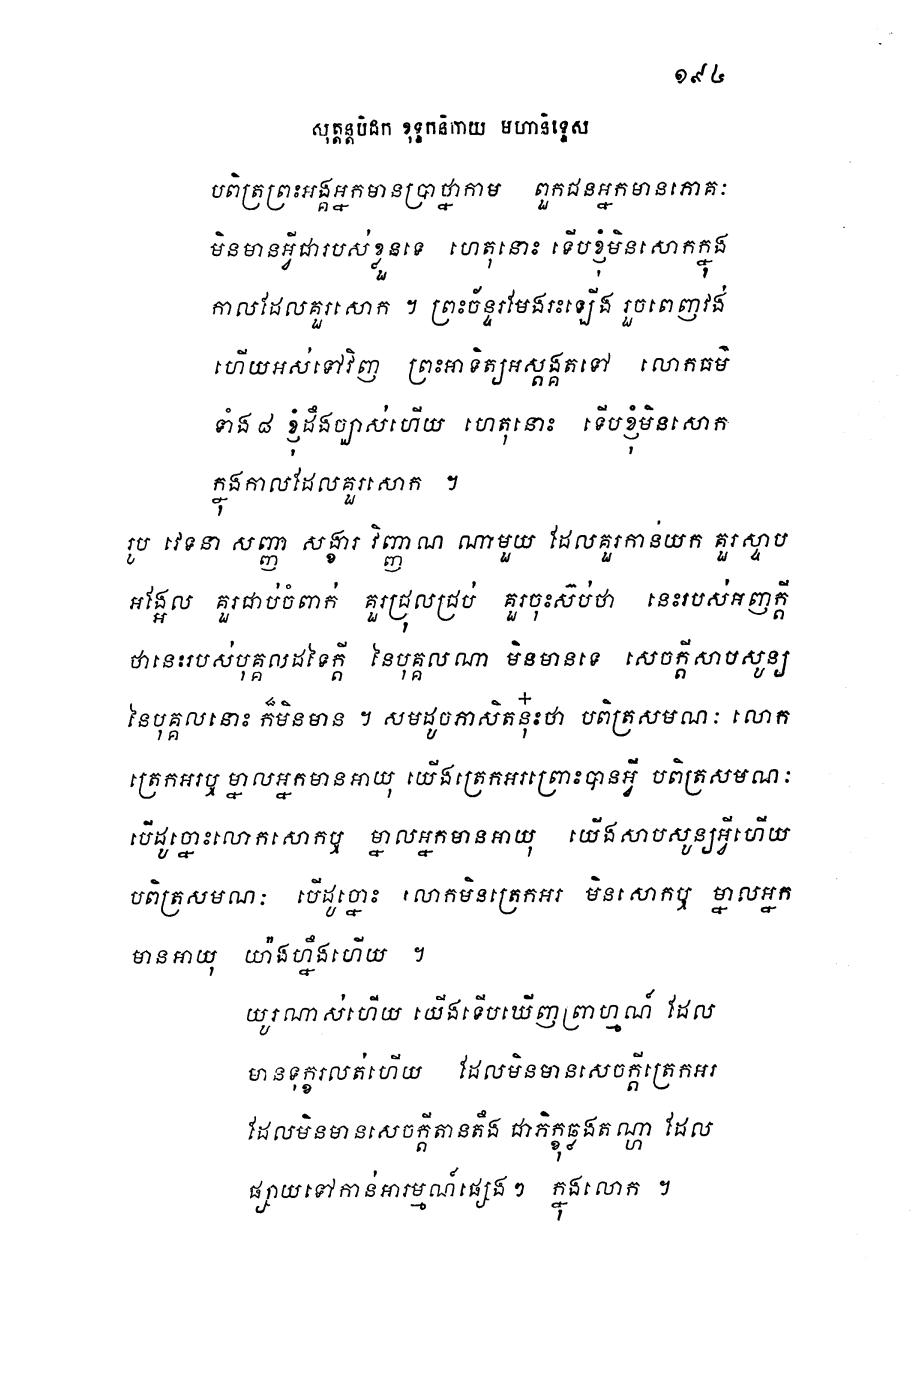 ១៩៤
សុត្តន្តបិដក ខុទ្ទកនិកាយ មហានិទ្ទេស
បពិត្រព្រះអង្គអ្នកមានប្រាថ្នាកាម ពួកជនអ្នកមានភោគៈ
មិនមានអ្វីជារបស់ខ្លួនទេ ហេតុនោះ ទើបខ្ញុំមិនសោកក្នុង
កាលដែលគួរសោក ។ ព្រះច័ន្ទរមែងរះឡើង រួចពេញវង់
ហើយអស់ទៅវិញ ព្រះអាទិត្យអស្តង្គតទៅ លោកធម៌
ទាំង ៨ ខ្ញុំដឹងច្បាស់ហើយ ហេតុនោះ ទើបខ្ញុំមិនសោក
ក្នុងកាលដែលគួរសោក ។
រូប វេទនា សញ្ញា សង្ខារ វិញ្ញាណ ណាមួយ ដែលគួរកាន់យក គួរស្ទាប
អង្អែល គួរជាប់ចំពាក់ គួរជ្រុលជ្រប់ គួរចុះស៊ប់ថា នេះរបស់អញក្តី
ថានេះរបស់បុគ្គលដទៃក្តី នៃបុគ្គលណា មិនមានទេ សេចក្តីសាបសូន្យ
នៃបុគ្គលនោះ ក៏មិនមាន ។ សមដូចភាសិតនុ៎ះថា បពិត្រសមណៈ លោក
ត្រេកអរឬ ម្នាលអ្នកមានអាយុ យើងត្រេកអរព្រោះបានអ្វី បពិត្រសមណៈ
បើដូច្នោះលោកសោកឬ ម្នាលអ្នកមានអាយុ យើងសាបសូន្យអ្វីហើយ
បពិត្រសមណៈ បើដូច្នោះ លោកមិនត្រេកអរ មិនសោកឬ ម្នាលអ្នក
មានអាយុ យ៉ាងហ្នឹងហើយ ។
យូរណាស់ហើយ យើងទើបឃើញព្រាហ្មណ៍ ដែល
មានទុក្ខរលត់ហើយ ដែលមិនមានសេចក្តីត្រេកអរ
ដែលមិនមានសេចក្តីតានតឹង ជាភិក្ខុឆ្លងតណ្ហា ដែល
ផ្សាយទៅកាន់អារម្មណ៍ផ្សេង ៗ ក្នុងលោក ។